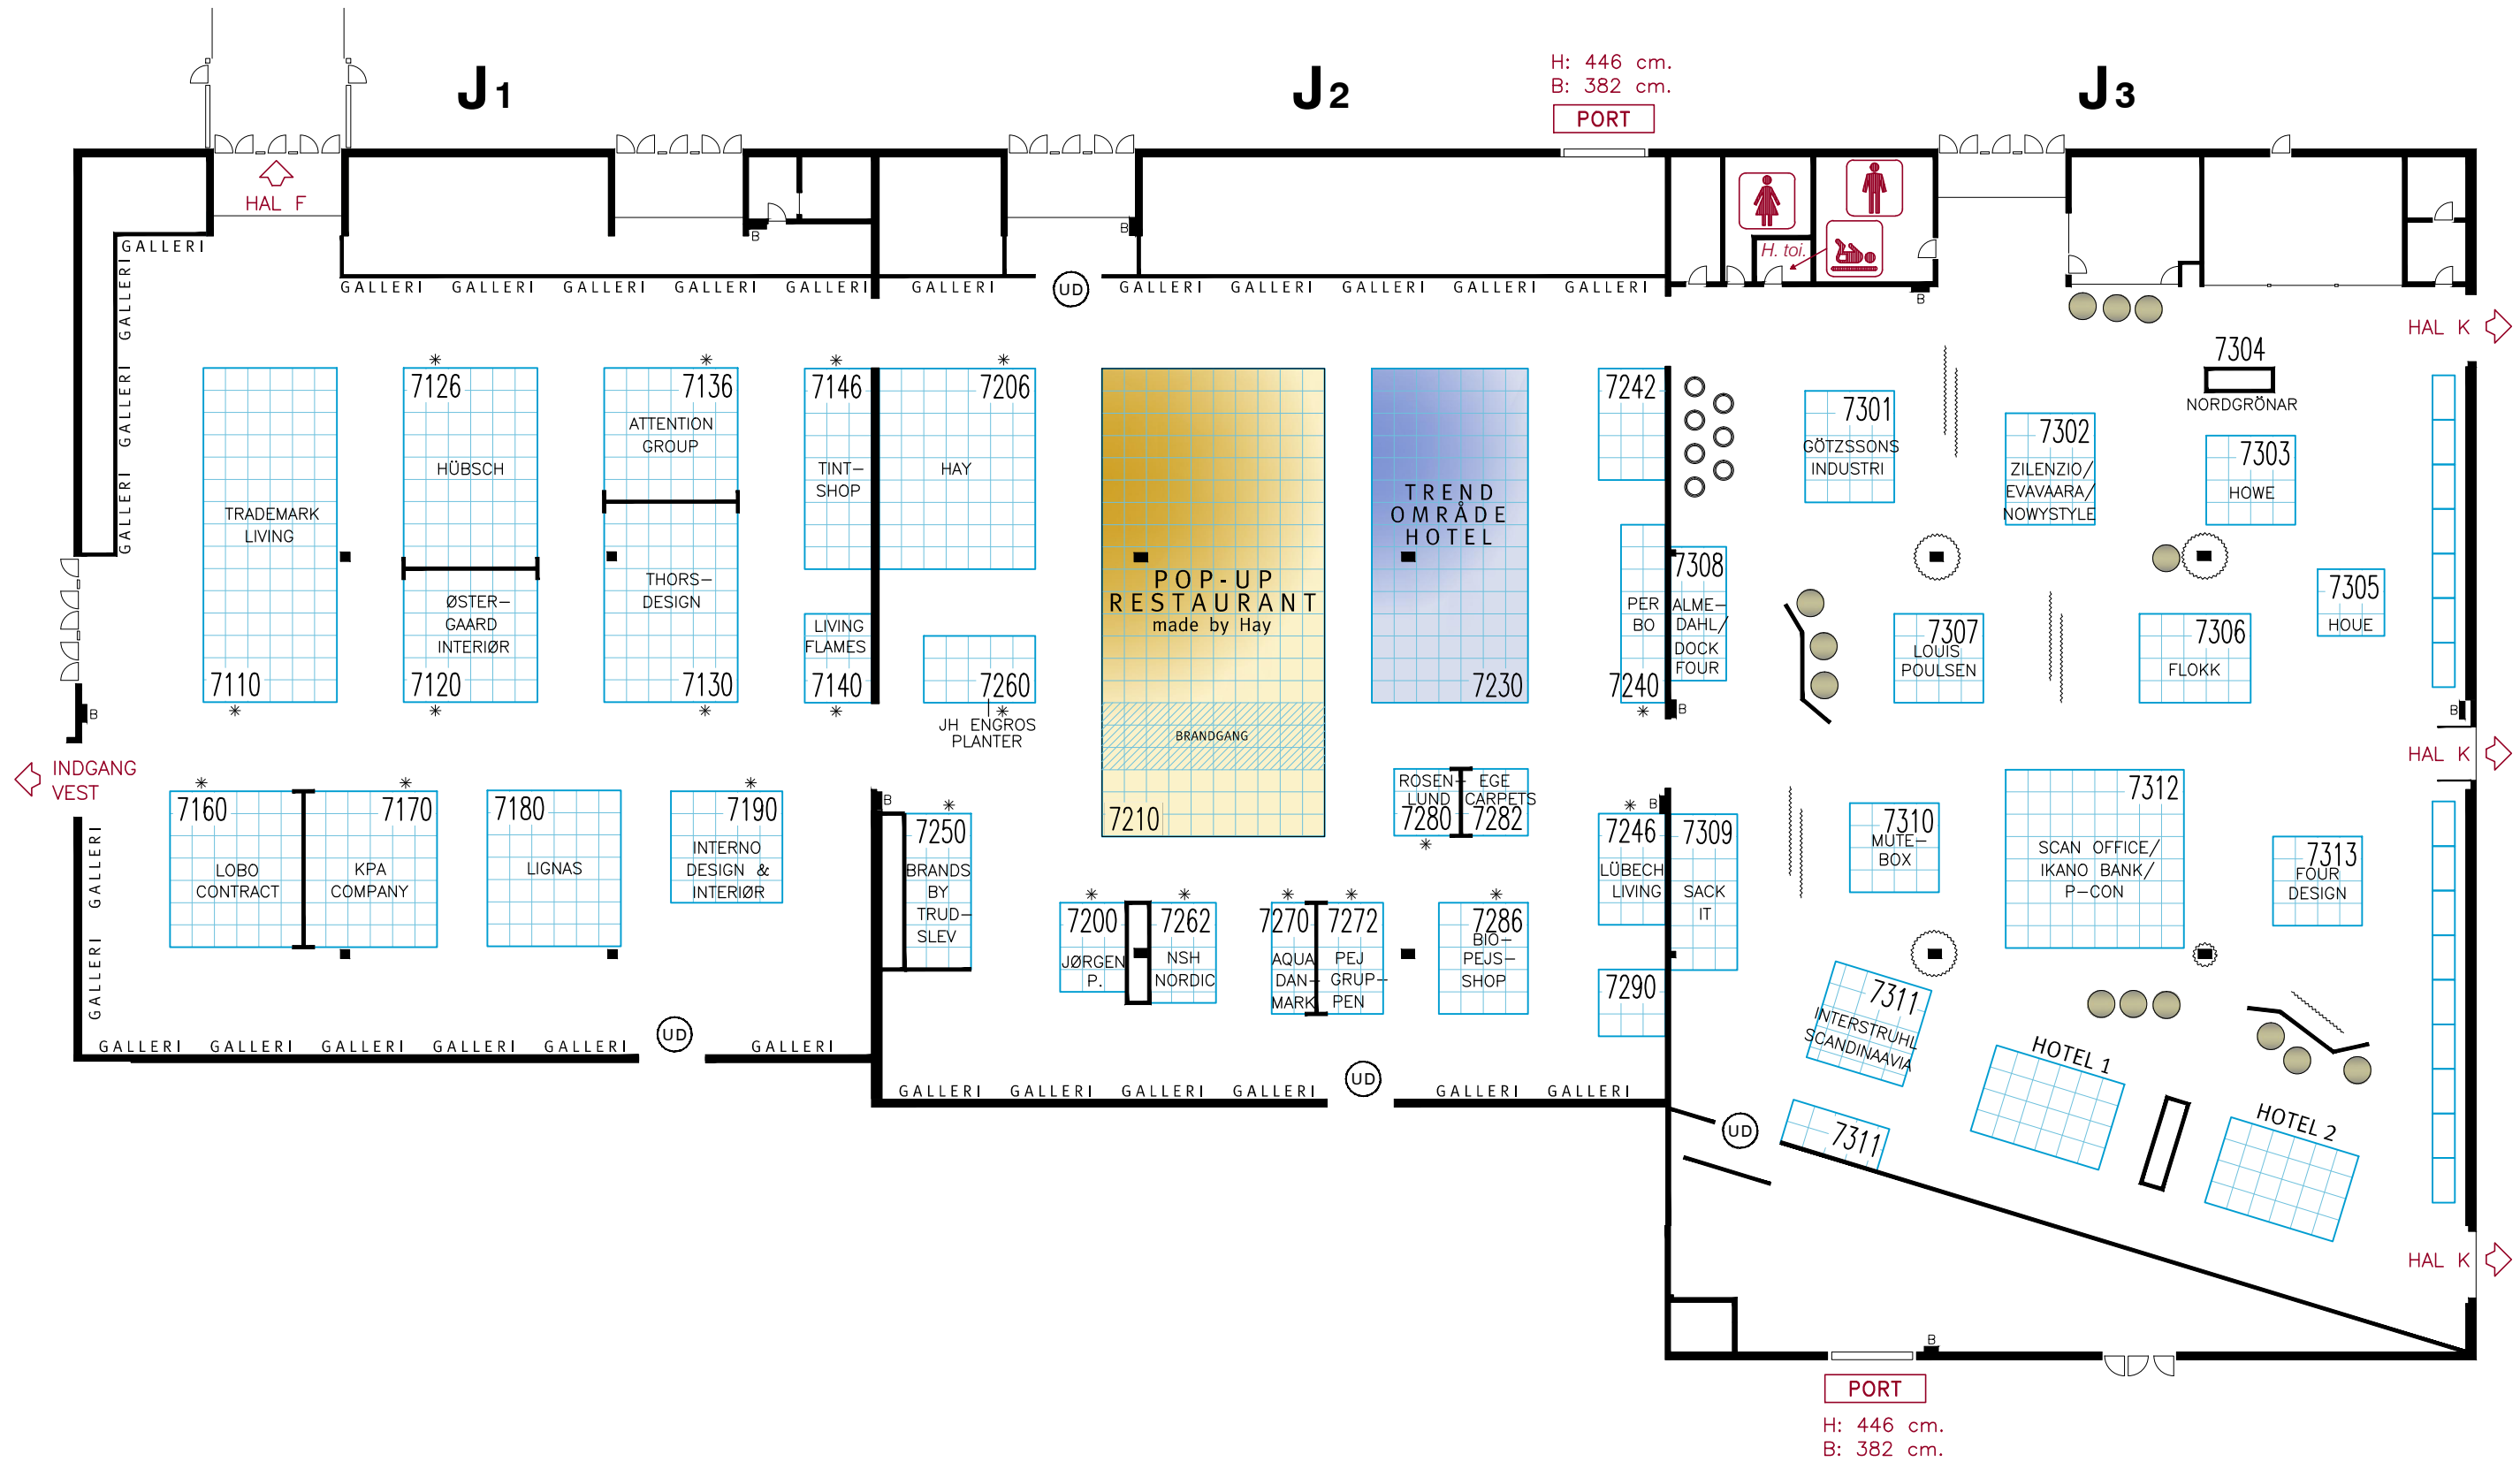 J1
J2
J3
H: 446 cm.
B: 382 cm.
PORT
HAL F
B
B
H. toi.
B
GALLERI
GALLERI GALLERI GALLERI GALLERI GALLERI
GALLERI
UD
GALLERI GALLERI GALLERI GALLERI GALLERI
GALLERI
GALLERI
GALLERI
GALLERI
GALLERI
HAL K
7110
TRADEMARK
LIVING
*
*
7126
HÜBSCH
ØSTER-
GAARD
INTERIØR
7120
*
*
7136
ATTENTION
GROUP
THORS-
DESIGN
7130
*
*
7146
TINT-
SHOP
LIVING
FLAMES
7140
*
*
7206
HAY
7260
*
JH ENGROS
PLANTER
POP-UP
RESTAURANT
made by Hay
BRANDGANG
7210
TREND
OMRÅDE
HOTEL
7230
7242
PER
BO
7240
*
B
7308
ALME-
DAHL/
DOCK
FOUR
7301
GÖTZSSONS
INDUSTRI
7302
ZILENZIO/
EVAVAARA/
NOWYSTYLE
7304
NORDGRÖNAR
7303
HOWE
7305
HOUE
7307
LOUIS
POULSEN
7306
FLOKK
B
B
HAL K
INDGANG
VEST
GALLERI
GALLERI
GALLERI
*
7160
LOBO
CONTRACT
*
7170
KPA
COMPANY
7180
LIGNAS
*
7190
INTERNO
DESIGN &
INTERIØR
B
*
7250
BRANDS
BY
TRUD-
SLEV
*
7200
JØRGEN
P.
*
7262
NSH
NORDIC
*
7270
AQUA
DAN-
MARK
*
7272
PEJ
GRUP-
PEN
ROSEN-
LUND
7280
*
EGE
CARPETS
7282
*
7286
BIO-
PEJS-
SHOP
* B
7246
LÜBECH
LIVING
7290
7309
SACK
IT
7310
MUTE-
BOX
7312
SCAN OFFICE/
IKANO BANK/
P-CON
7313
FOUR
DESIGN
7311
INTERSTRUHL
SCANDINAAVIA
7311
HOTEL 1
HOTEL 2
UD
GALLERI GALLERI GALLERI GALLERI GALLERI
GALLERI
UD
GALLERI GALLERI GALLERI GALLERI
GALLERI GALLERI
UD
HAL K
B
PORT
H: 446 cm.
B: 382 cm.